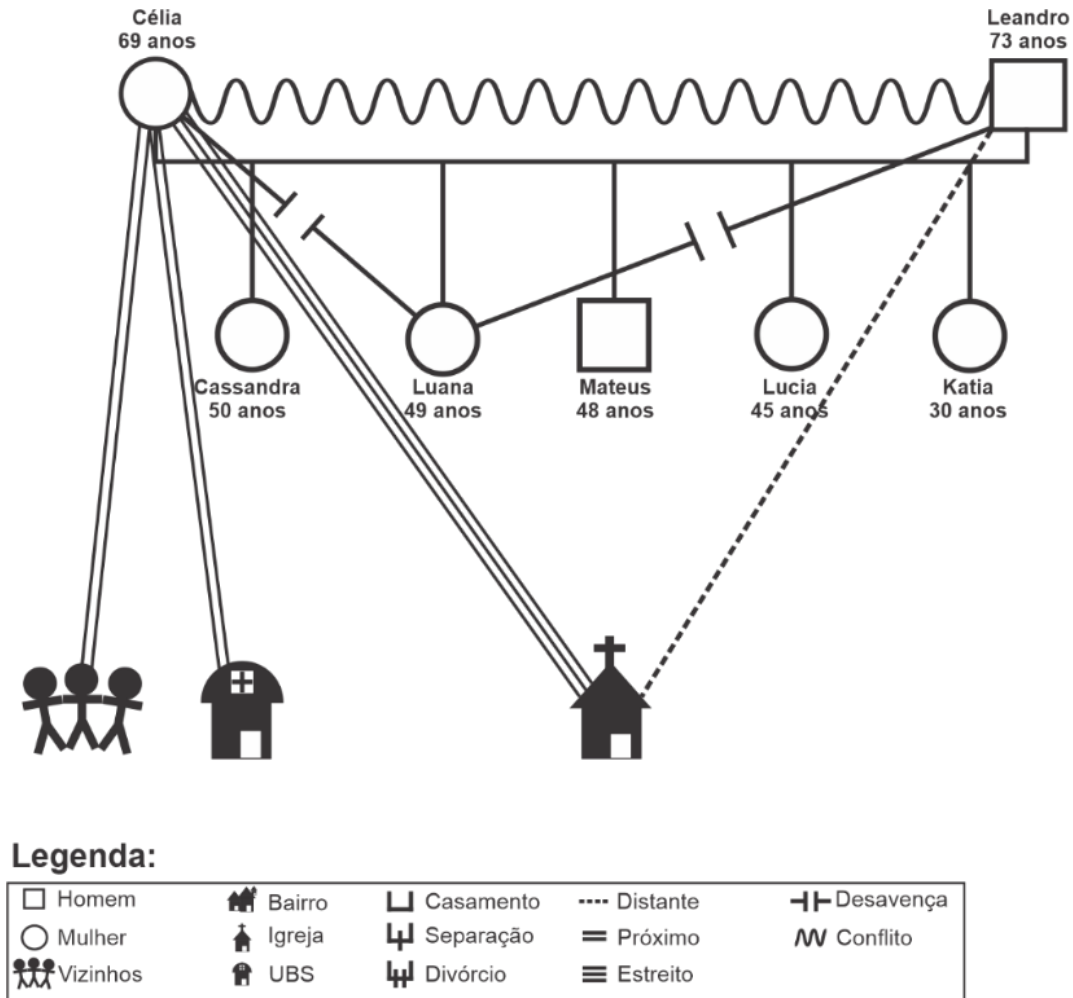 Célia
69 anos
Leandro
73 anos
Cassandra
50 anos
Luana
49 anos
Mateus
48 anos
Lucia
45 anos
Katia
30 anos
Legenda:
Homem
Bairro
Casamento
Distante
Desavença
Mulher
Igreja
Separação
Próximo
Conflito
Vizinhos
UBS
Divórcio
Estreito